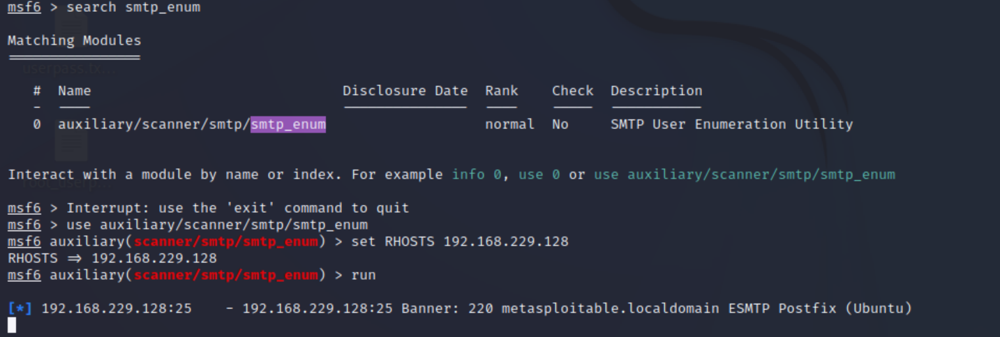 msf6 > search smtp_enum
Matching Modules
================
userpass.tx...
# Name Disclosure Date Rank Check Description
- ---- --------------- ---- ----- -----------
0 auxiliary/scanner/smtp/smtp_enum normal No SMTP User Enumeration Utility
Interact with a module by name or index. For example info 0, use 0 or use auxiliary/scanner/smtp/smtp_enum
msf6 > Interrupt: use the 'exit' command to quit
msf6 > use auxiliary/scanner/smtp/smtp_enum
msf6 auxiliary(scanner/smtp/smtp_enum) > set RHOSTS 192.168.229.128
RHOSTS ⇒ 192.168.229.128
msf6 auxiliary(scanner/smtp/smtp_enum) > run
[*] 192.168.229.128:25 - 192.168.229.128:25 Banner: 220 metasploitable.localdomain ESMTP Postfix (Ubuntu)